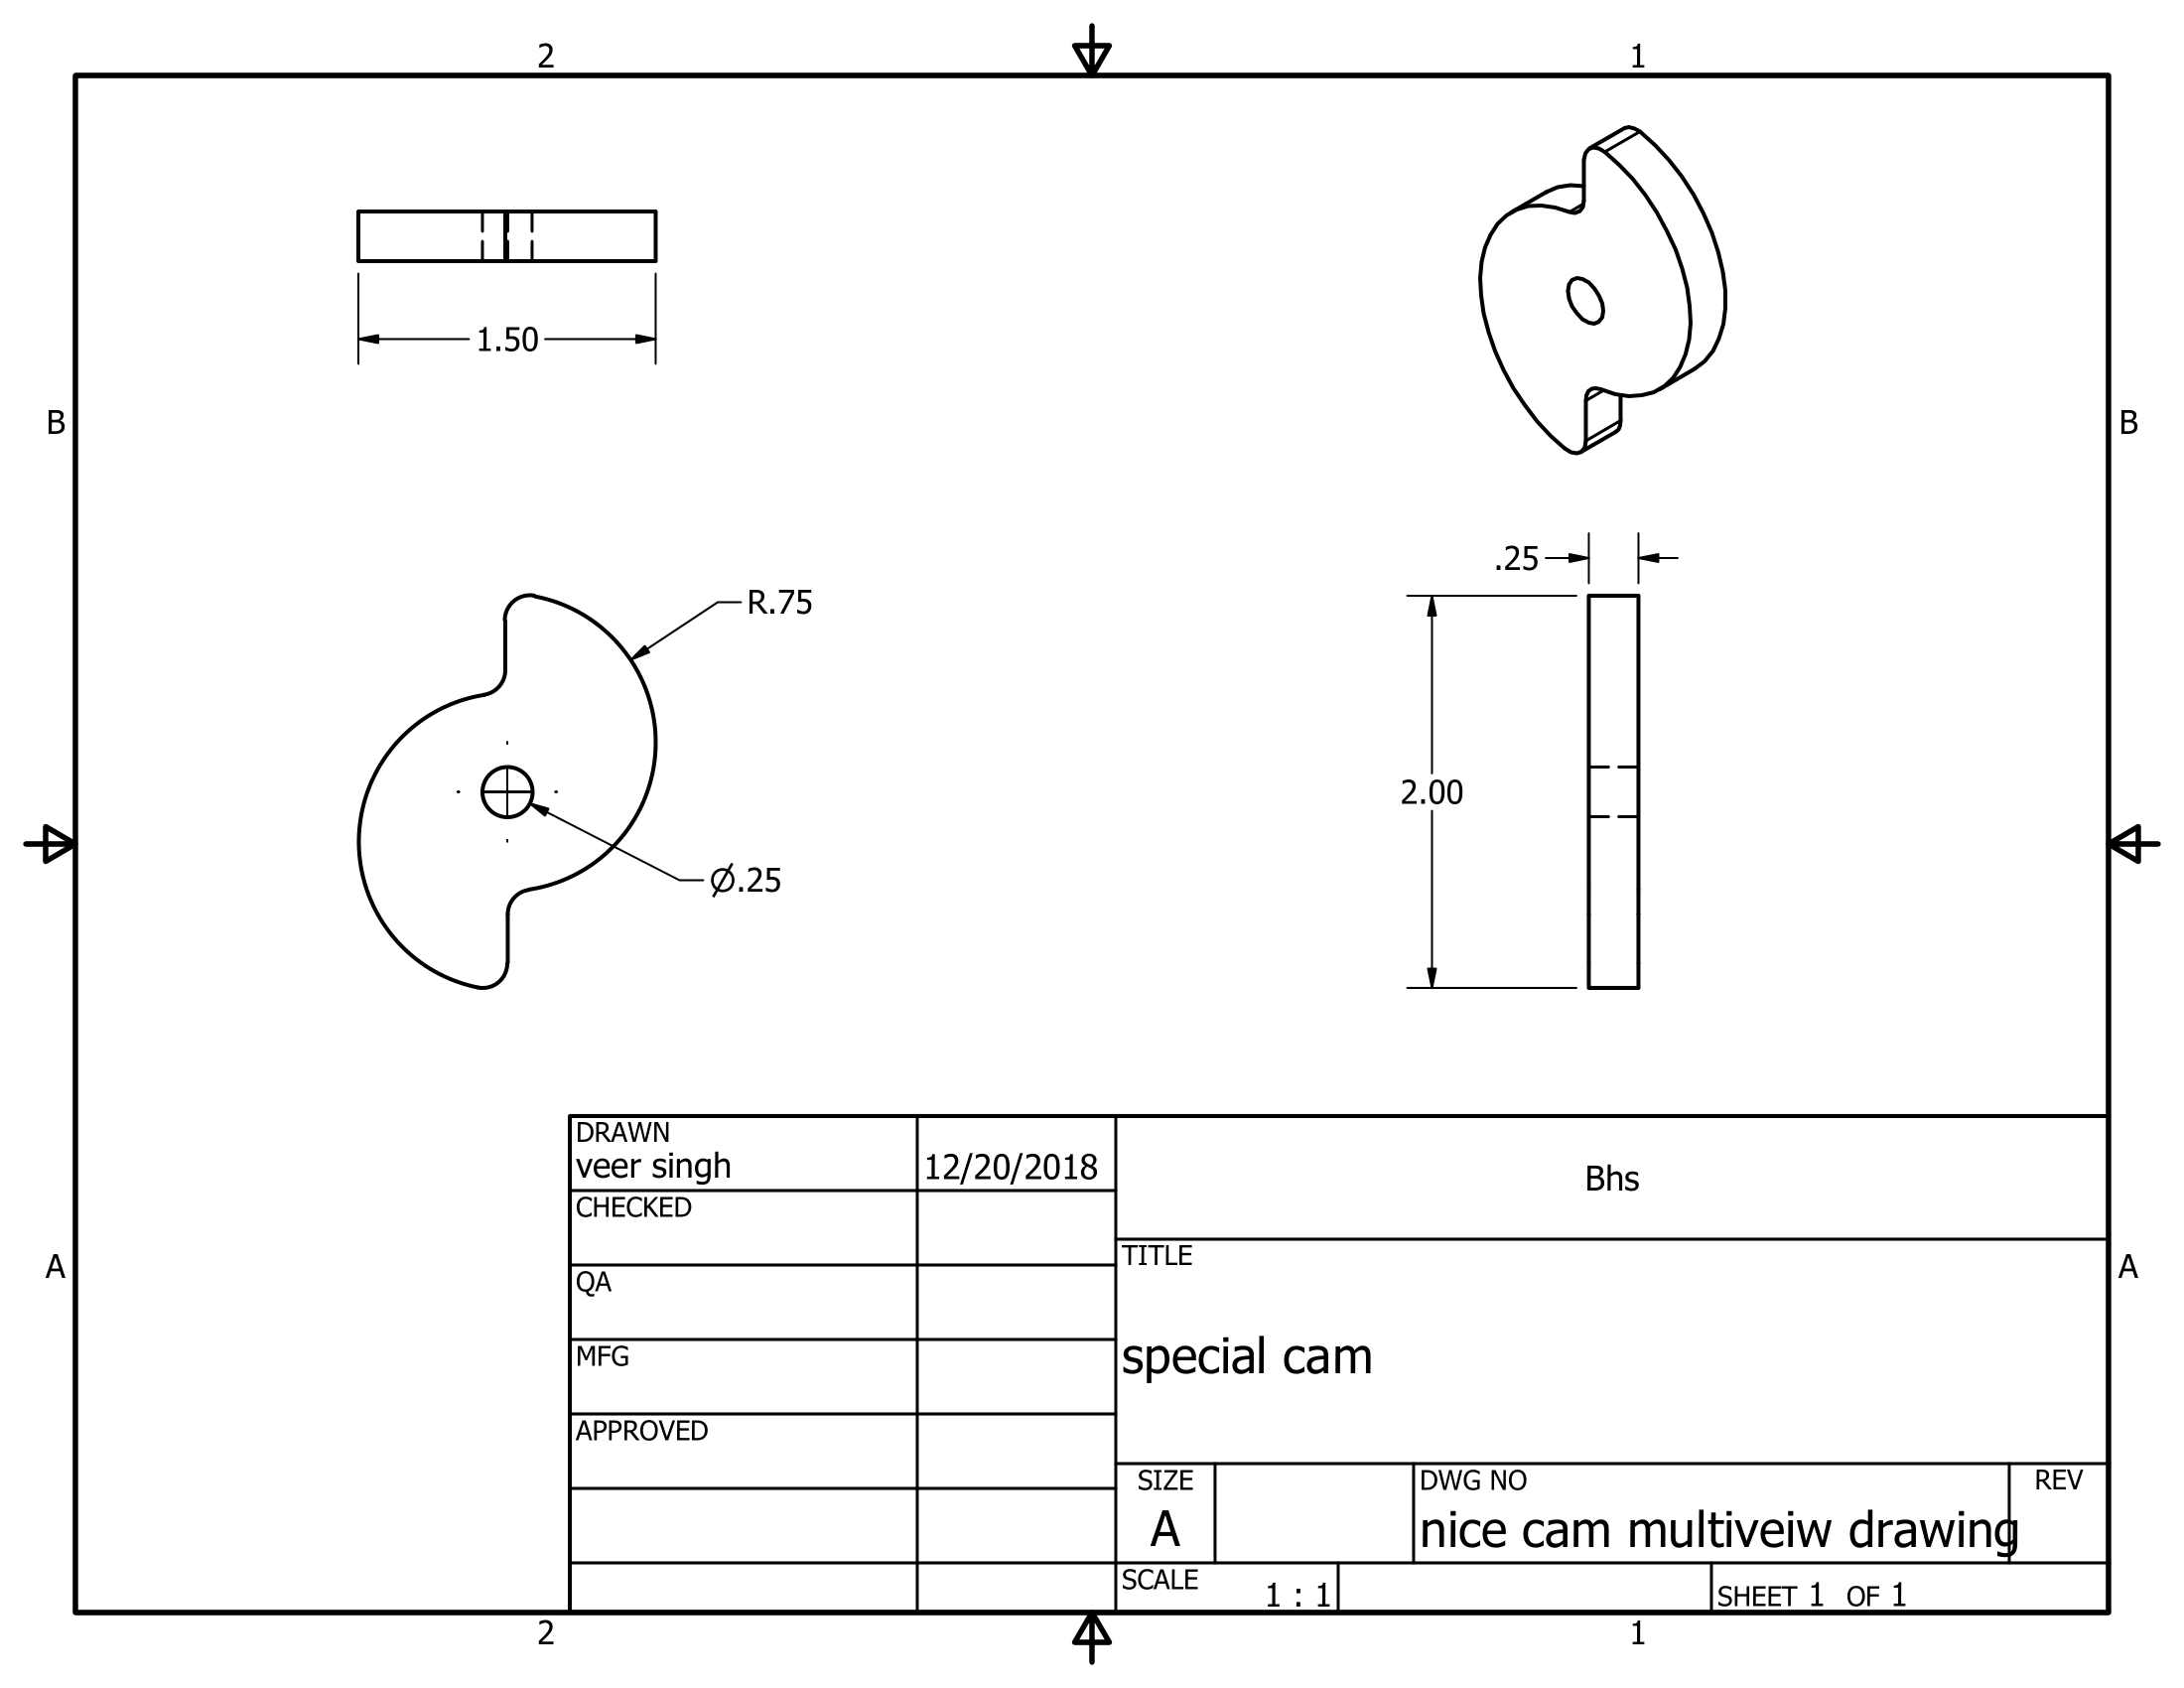 2 1
1.50
B B
.25
R.75
2.00
Ø.25
DRAWN
veer singh 12/20/2018
Bhs
CHECKED
TITLE
A A
QA
MFG
special cam
APPROVED
SIZE DWG NO REV
A nice cam multiveiw drawing
SCALE 1 : 1 SHEET 1 OF 1
2 1